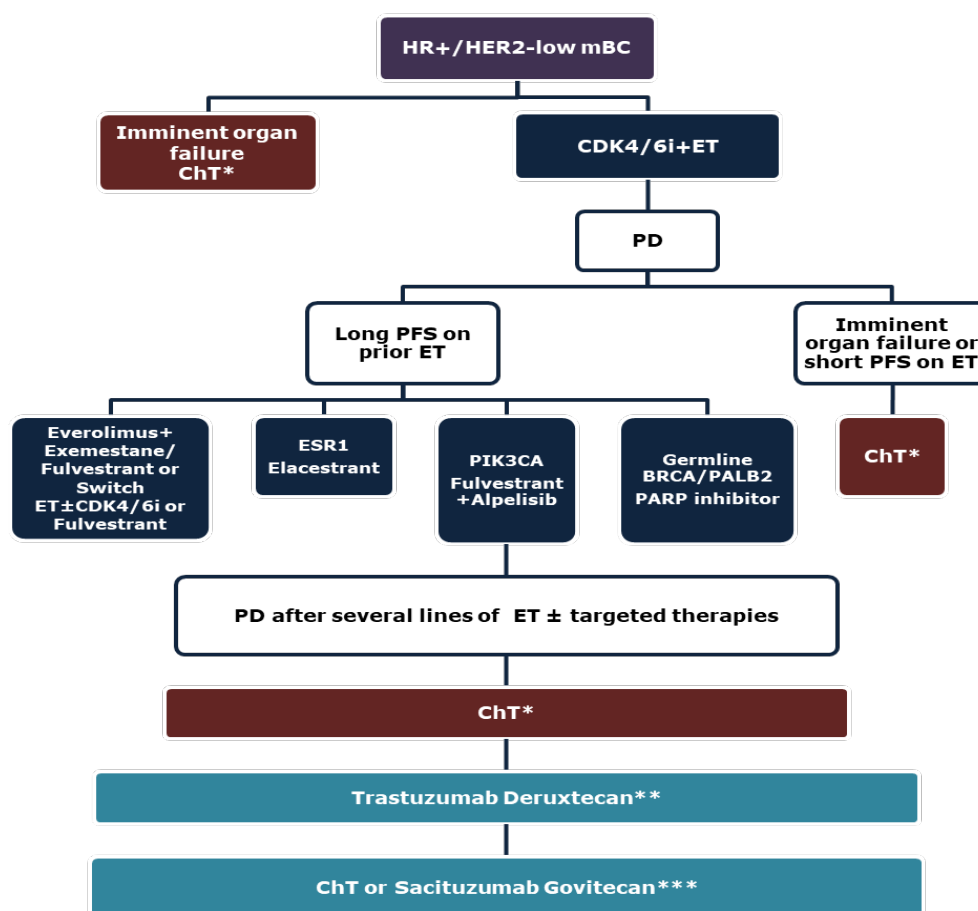 HR+/HER2-low mBC
Imminent organ
failure
ChT*
CDK4/6i+ET
PD
Long PFS on
prior ET
Imminent
organ failure or
short PFS on ET
Everolimus+
Exemestane/
Fulvestrant or
Switch
ET±CDK4/6i or
Fulvestrant
ESR1
Elacestrant
PIK3CA
Fulvestrant
+Alpelisib
Germline
BRCA/PALB2
PARP inhibitor
ChT*
PD after several lines of ET ± targeted therapies
ChT*
Trastuzumab Deruxtecan**
ChT or Sacituzumab Govitecan***